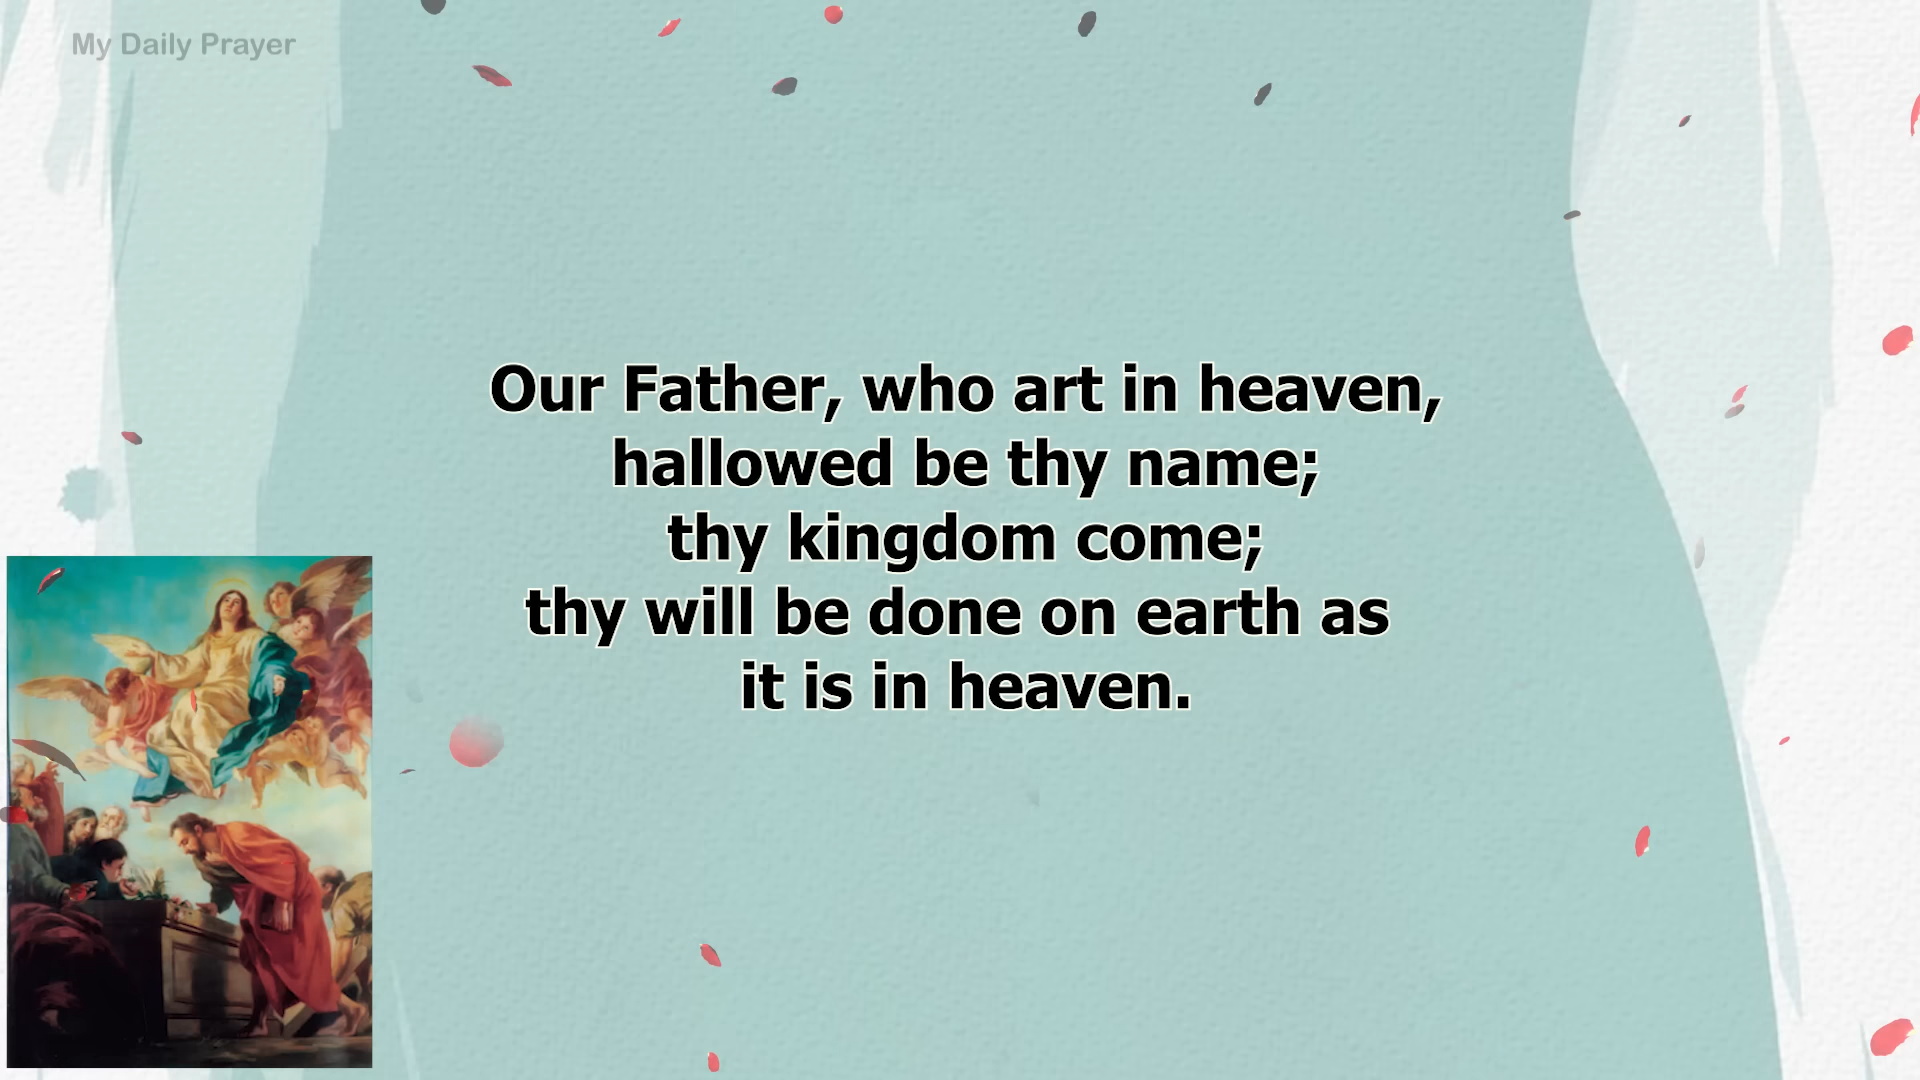 My Daily Prayer
Our Father, who art in heaven,
hallowed be thy name;
thy kingdom come;
thy will be done on earth as
it is in heaven.